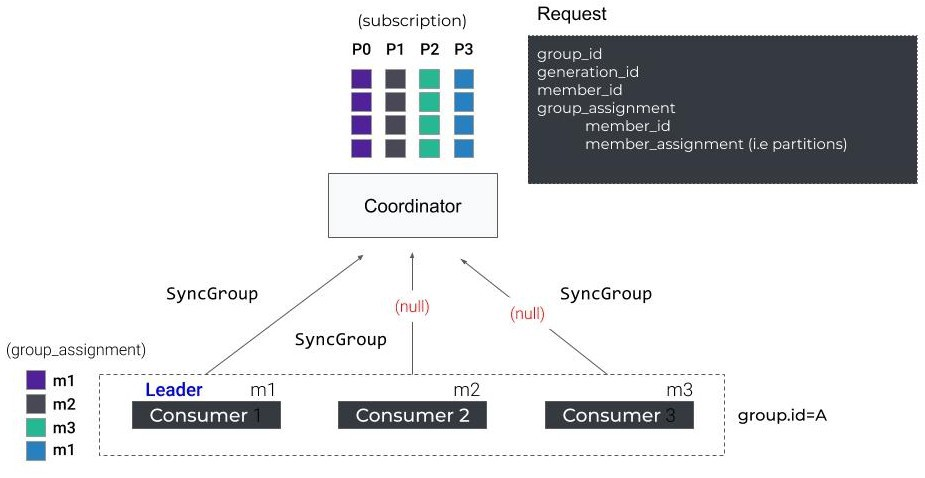 (subscription)
P0 P1 P2 P3
Request
group_id
generation_id
member_id
group_assignment
member_id
member_assignment (i.e partitions)
Coordinator
SyncGroup
(null)
SyncGroup
(null)
SyncGroup
(group_assignment)
m1
m2
m3
m1
Leader m1
Consumer 1
m2
Consumer 2
m3
Consumer 3
group.id=A